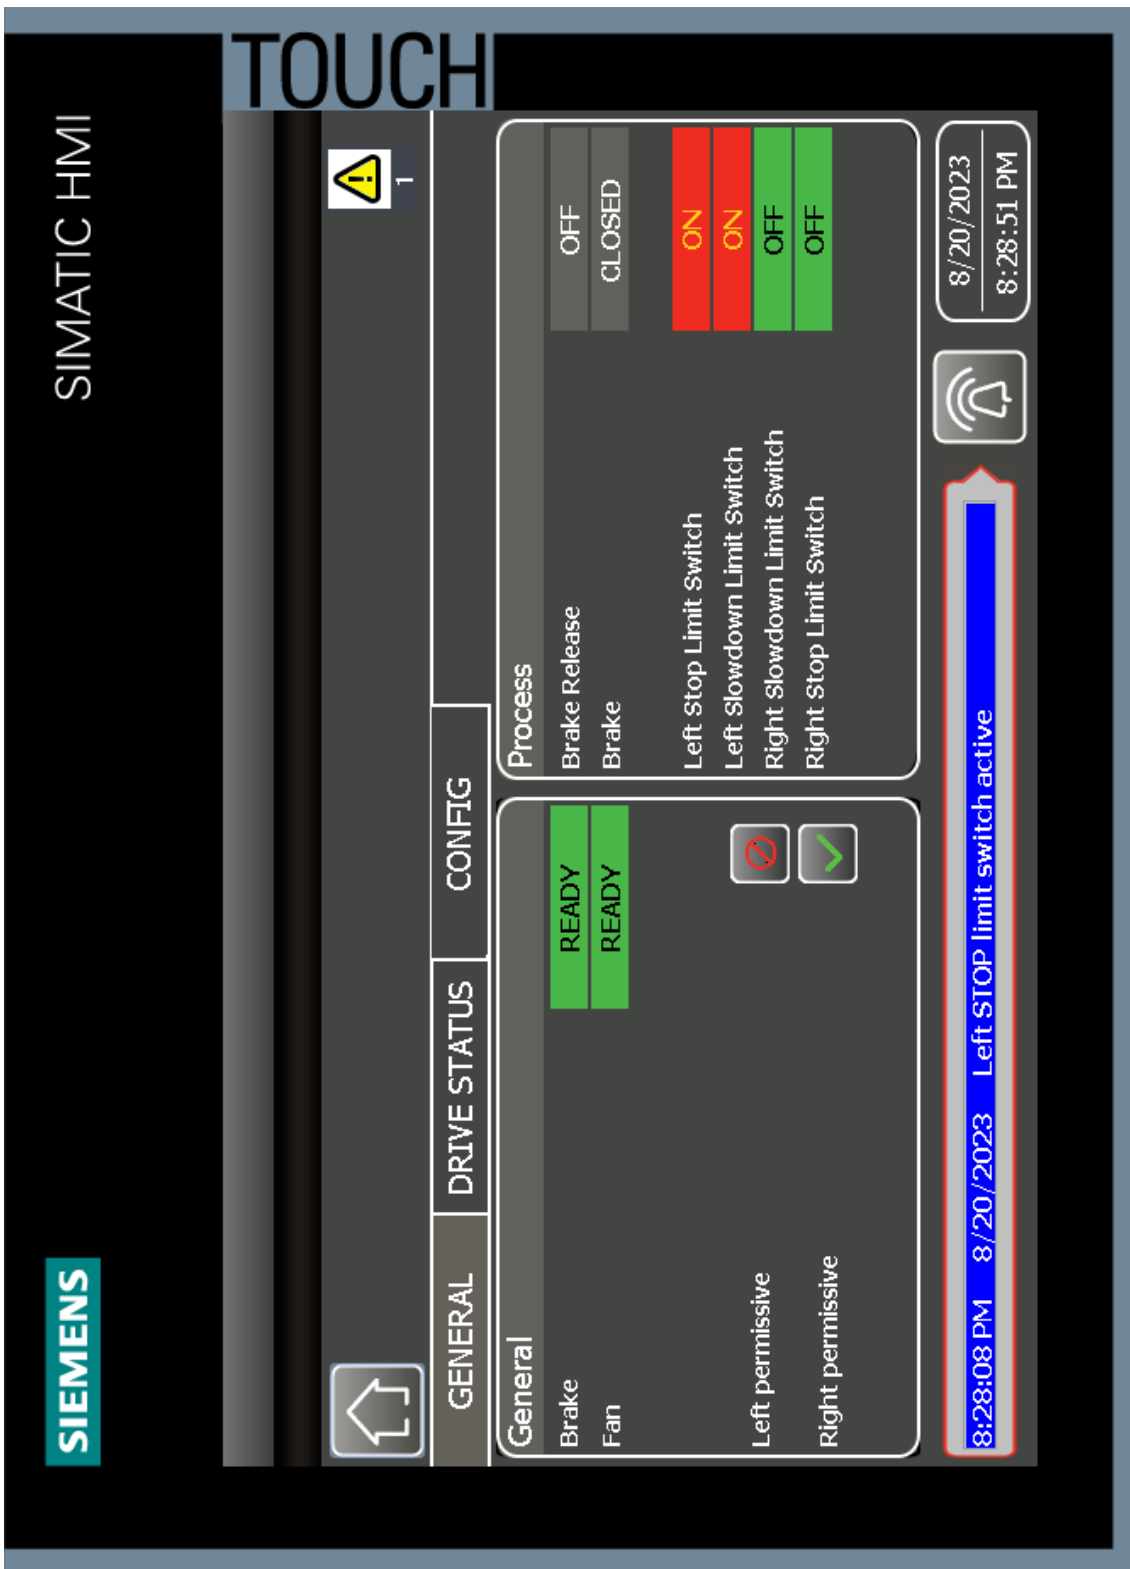 SIEMENS
SIMATIC HMI
TOUCH
1
GENERAL
DRIVE STATUS
CONFIG
General
Brake READY
Fan READY
Left permissive
Right permissive
Process
Brake Release OFF
Brake CLOSED
Left Stop Limit Switch ON
Left Slowdown Limit Switch ON
Right Slowdown Limit Switch OFF
Right Stop Limit Switch OFF
8:28:08 PM 8/20/2023 Left STOP limit switch active
8/20/2023
8:28:51 PM